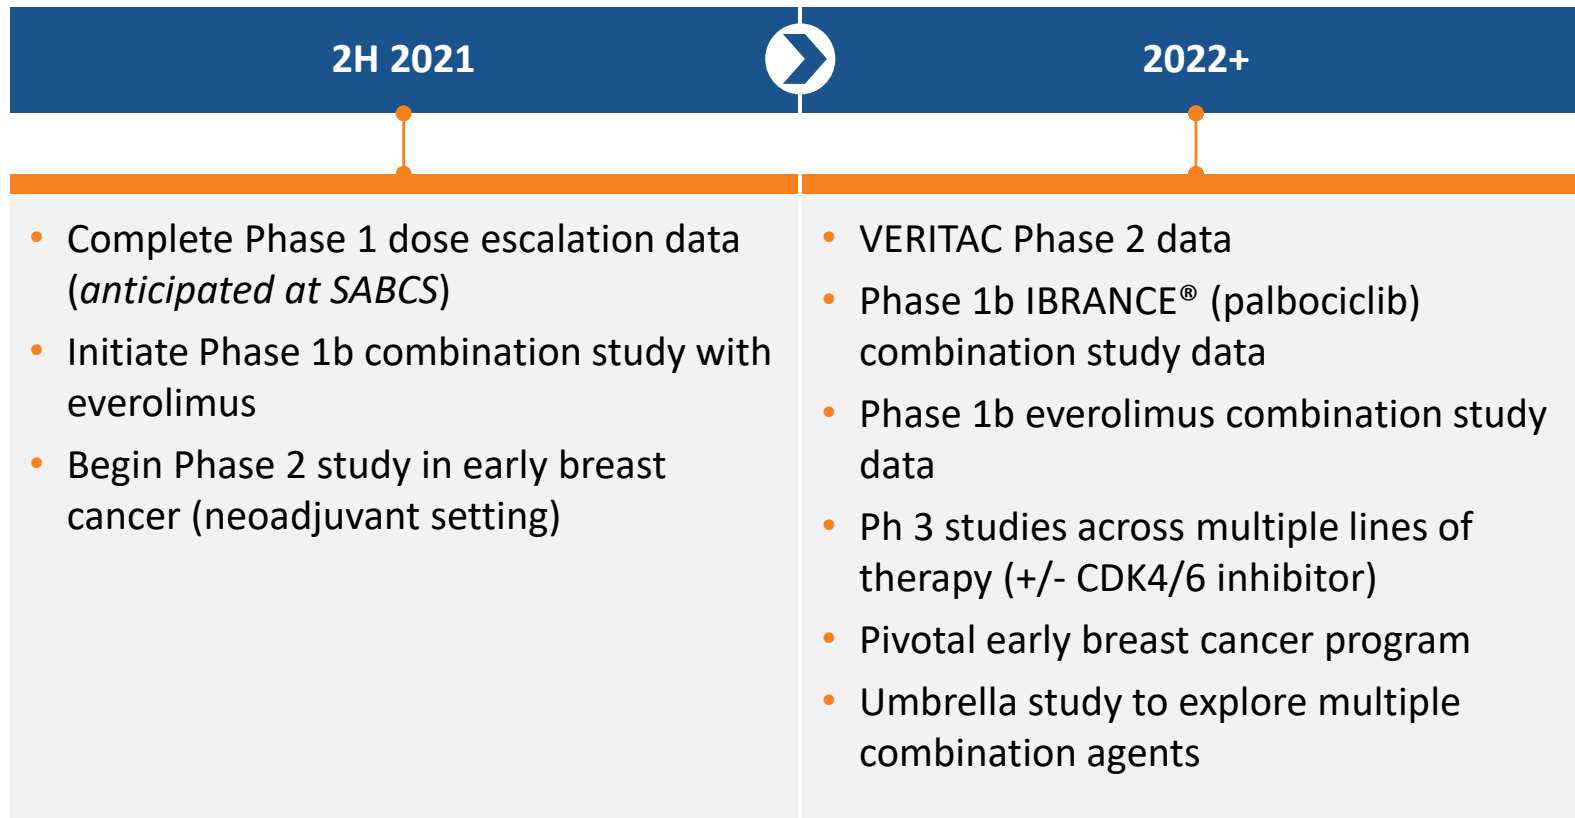 2H 2021
2022+
• Complete Phase 1 dose escalation data
(anticipated at SABCS)
• Initiate Phase 1b combination study with
everolimus
• Begin Phase 2 study in early breast
cancer (neoadjuvant setting)
• VERITAC Phase 2 data
• Phase 1b IBRANCE® (palbociclib)
combination study data
• Phase 1b everolimus combination study
data
• Ph 3 studies across multiple lines of
therapy (+/- CDK4/6 inhibitor)
• Pivotal early breast cancer program
• Umbrella study to explore multiple
combination agents